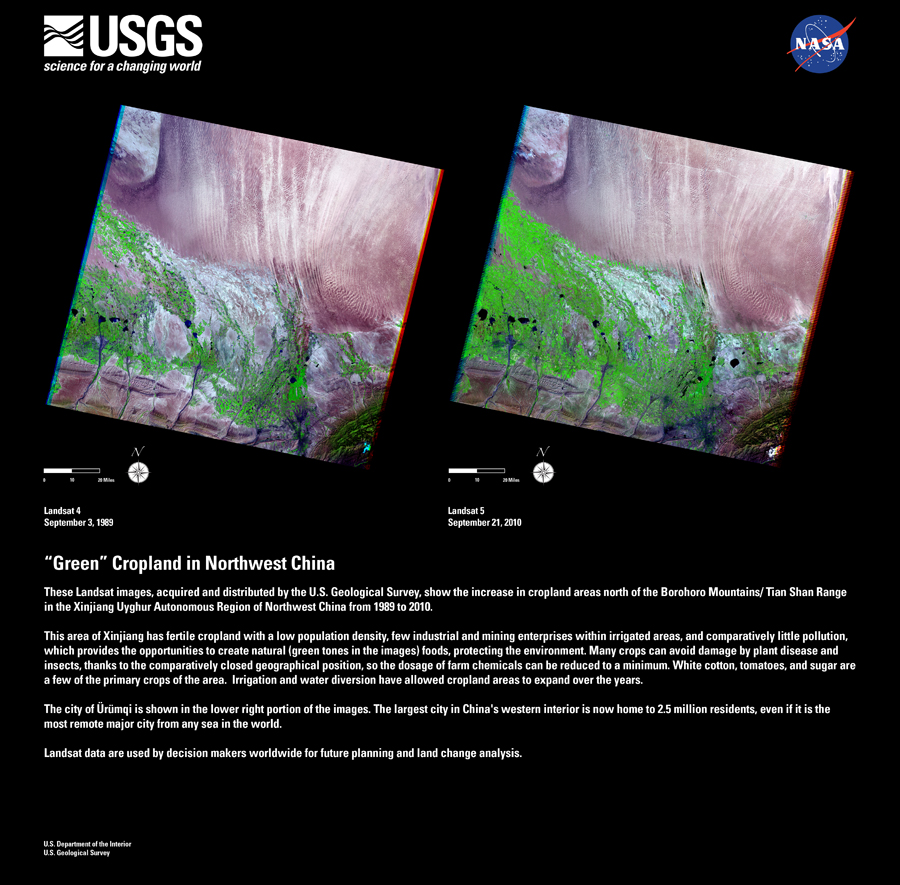 USGS
science for a changing world
NASA
N
0 10 20 Miles
Landsat 4
September 3, 1989
N
0 10 20 Miles
Landsat 5
September 21, 2010
“Green” Cropland in Northwest China
These Landsat images, acquired and distributed by the U.S. Geological Survey, show the increase in cropland areas north of the Borohoro Mountains/ Tian Shan Range
in the Xinjiang Uyghur Autonomous Region of Northwest China from 1989 to 2010.
This area of Xinjiang has fertile cropland with a low population density, few industrial and mining enterprises within irrigated areas, and comparatively little pollution,
which provides the opportunities to create natural (green tones in the images) foods, protecting the environment. Many crops can avoid damage by plant disease and
insects, thanks to the comparatively closed geographical position, so the dosage of farm chemicals can be reduced to a minimum. White cotton, tomatoes, and sugar are
a few of the primary crops of the area.  Irrigation and water diversion have allowed cropland areas to expand over the years.
The city of Ürümqi is shown in the lower right portion of the images. The largest city in China's western interior is now home to 2.5 million residents, even if it is the
most remote major city from any sea in the world.
Landsat data are used by decision makers worldwide for future planning and land change analysis.
U.S. Department of the Interior
U.S. Geological Survey